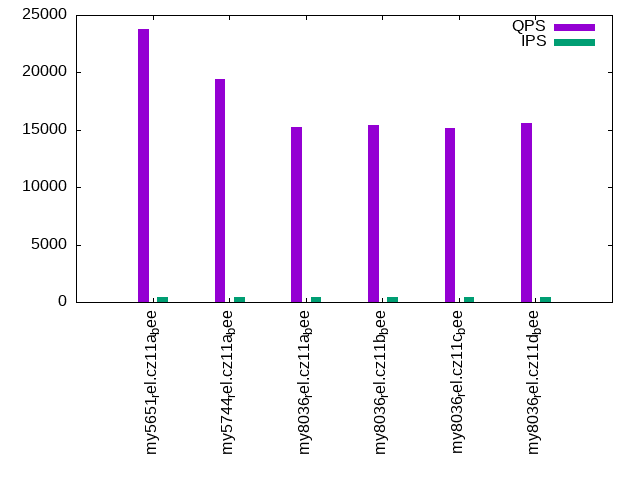 25000
20000
15000
10000
5000
0
QPS
IPS
my5651rel.cz11abee
my5744rel.cz11abee
my8036rel.cz11abee
my8036rel.cz11bbee
my8036rel.cz11cbee
my8036rel.cz11dbee